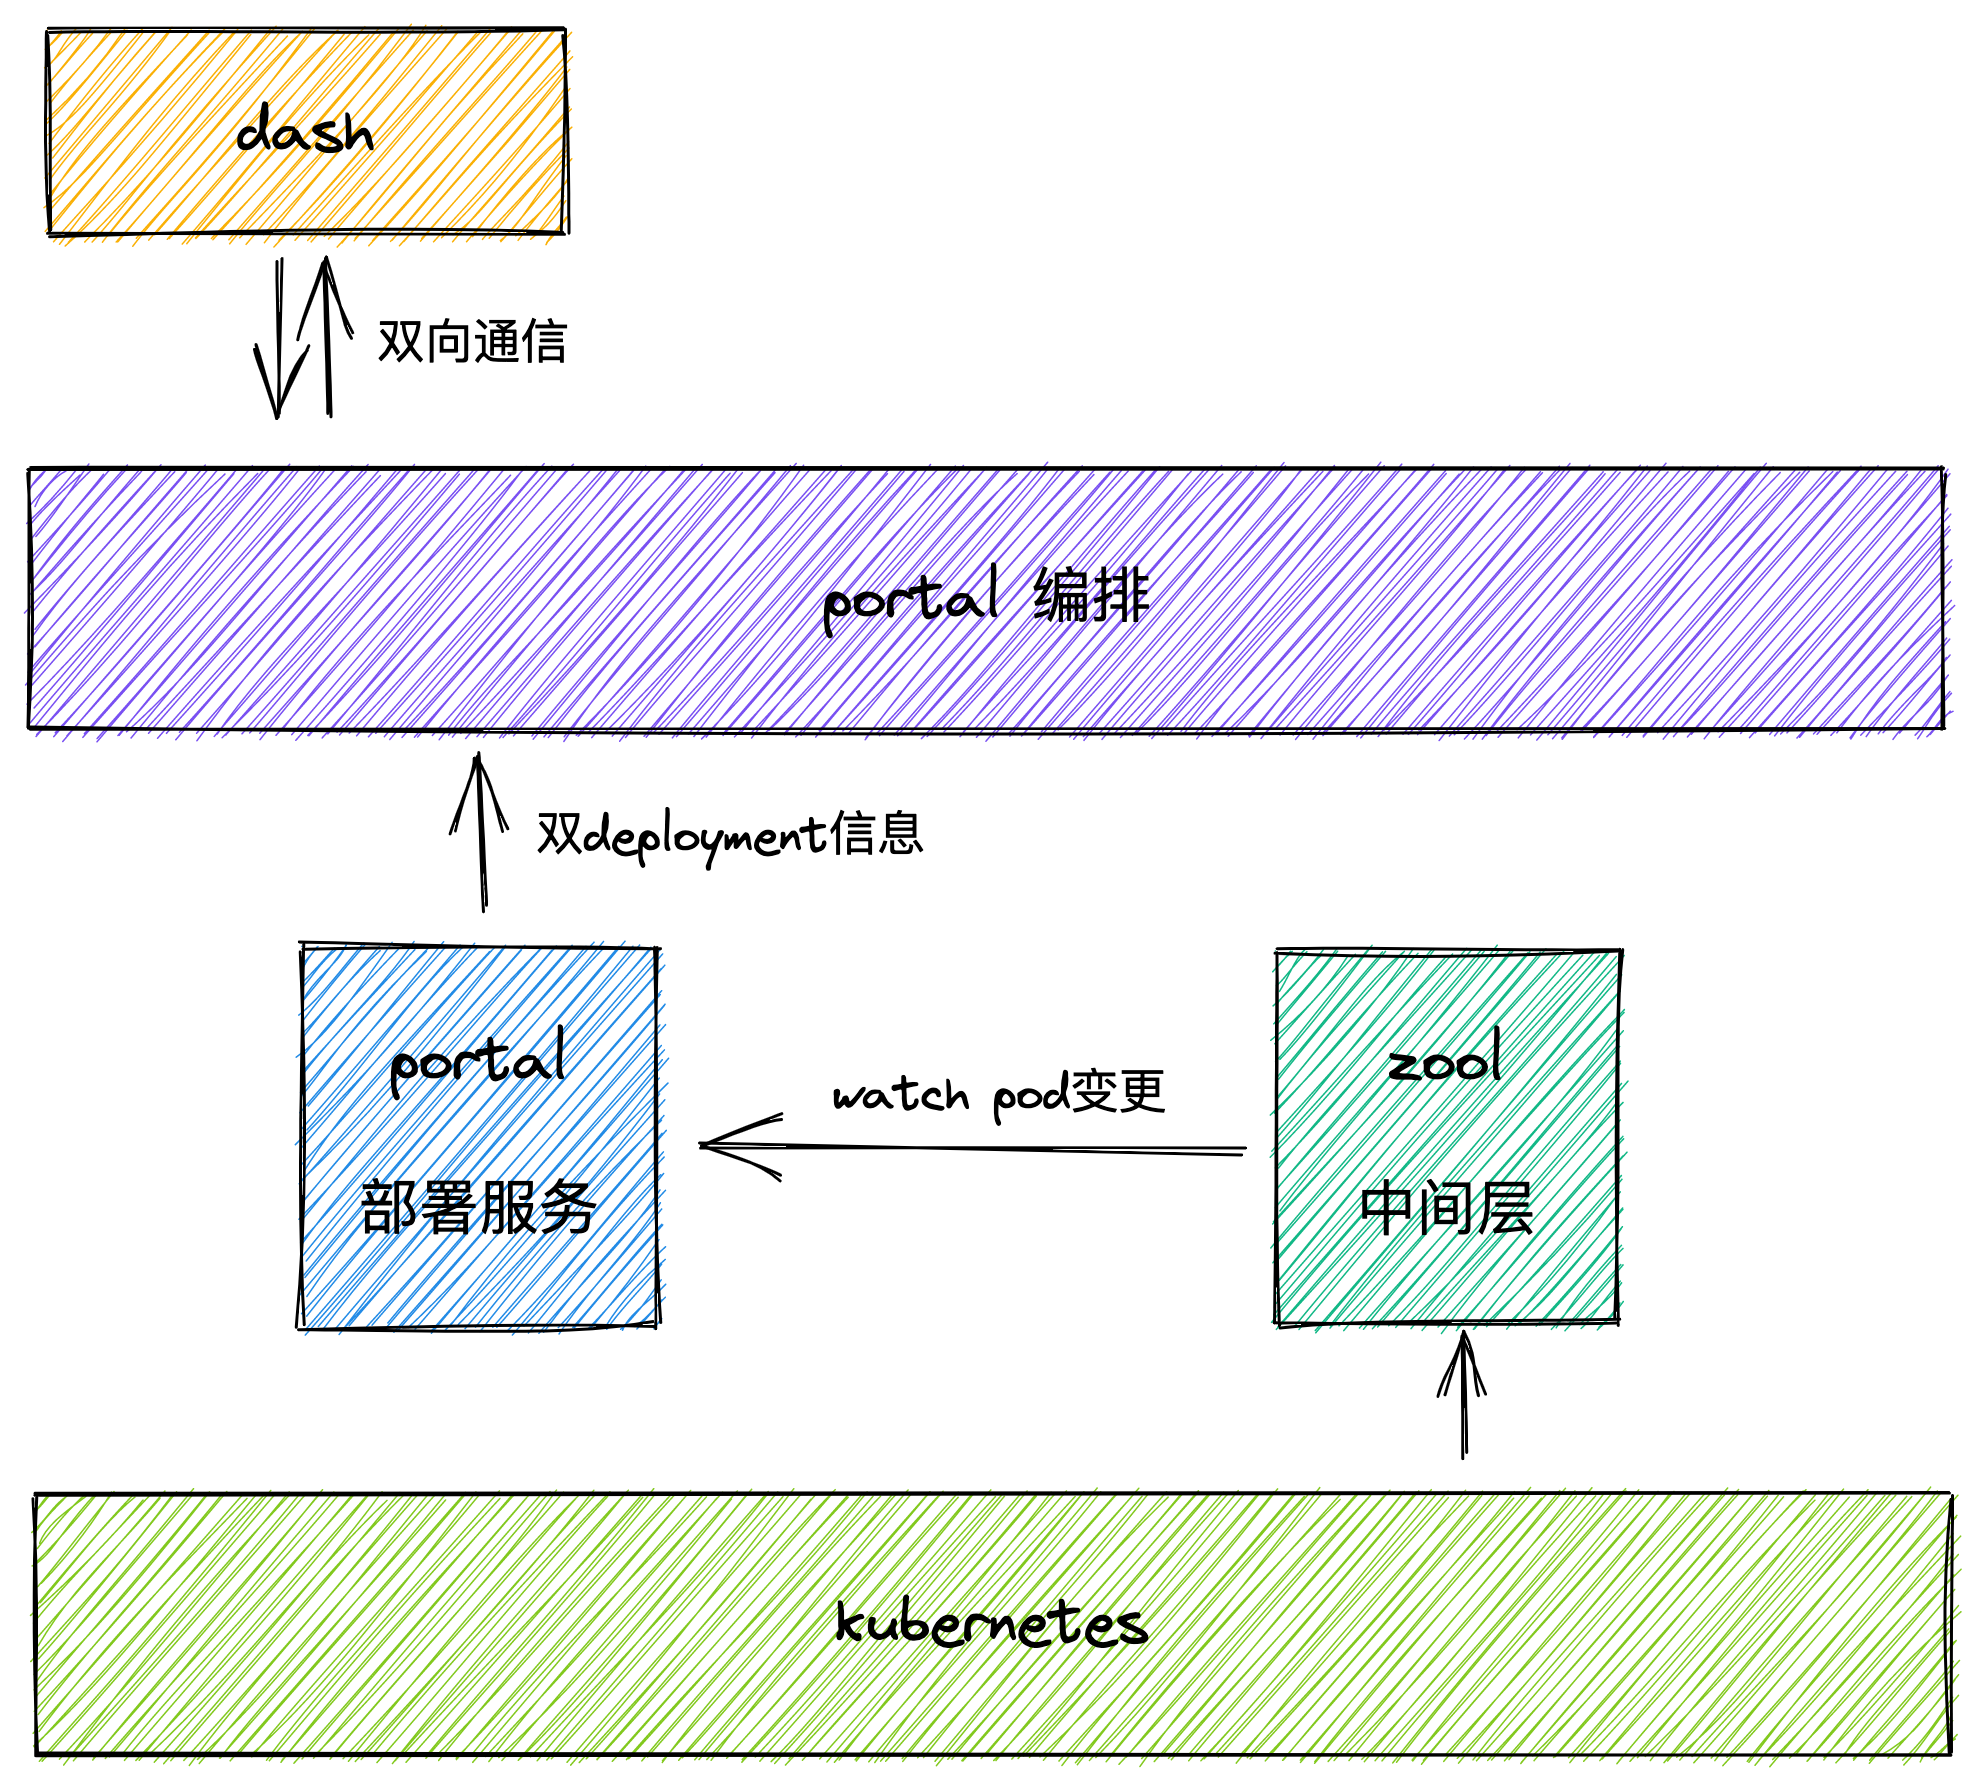 dash
双向通信
portal 编排
双deployment信息
portal
部署服务
watch pod变更
zool
中间层
kubernetes